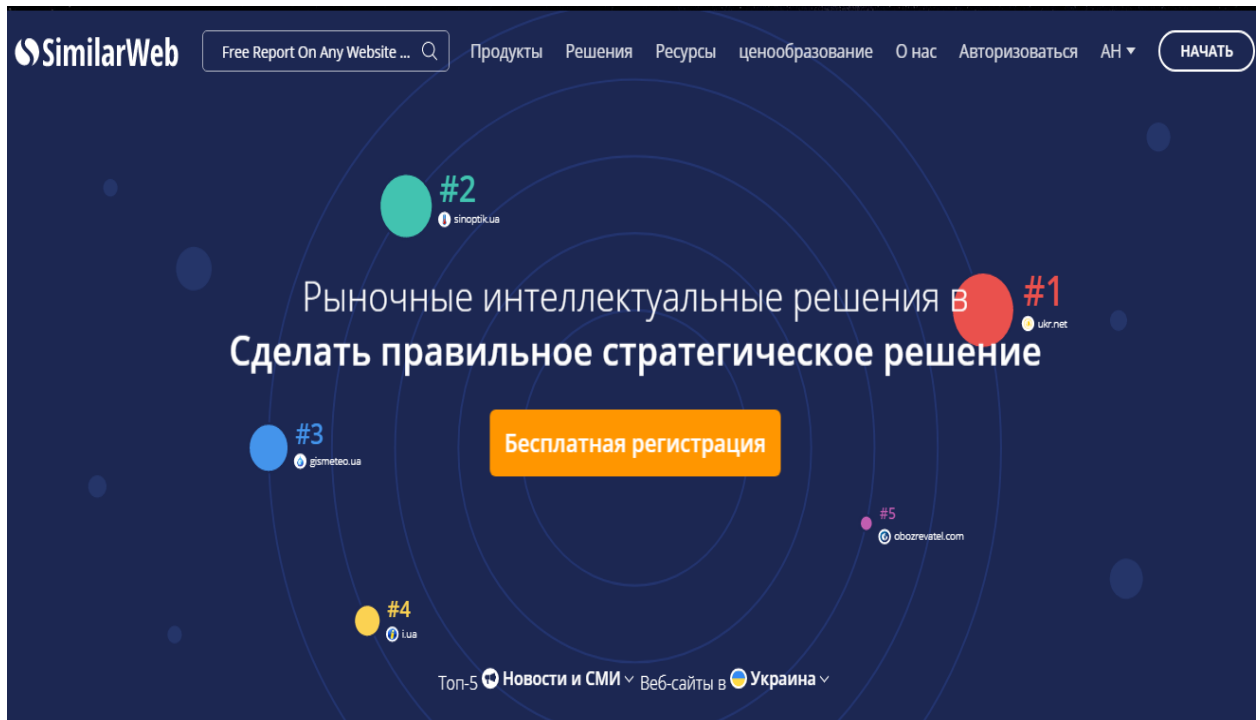 SimilarWeb Free Report On Any Website ... Продукты Решения Ресурсы ценообразование О нас Авторизоваться АН НАЧАТЬ
#2
sinoptik.ua
#1
ukr.net
Рыночные интеллектуальные решения в
Сделать правильное стратегическое решение
#3
gismeteo.ua
Бесплатная регистрация
#5
obozrevatel.com
#4
i.ua
Топ-5 Новости и СМИ Веб-сайты в Украина